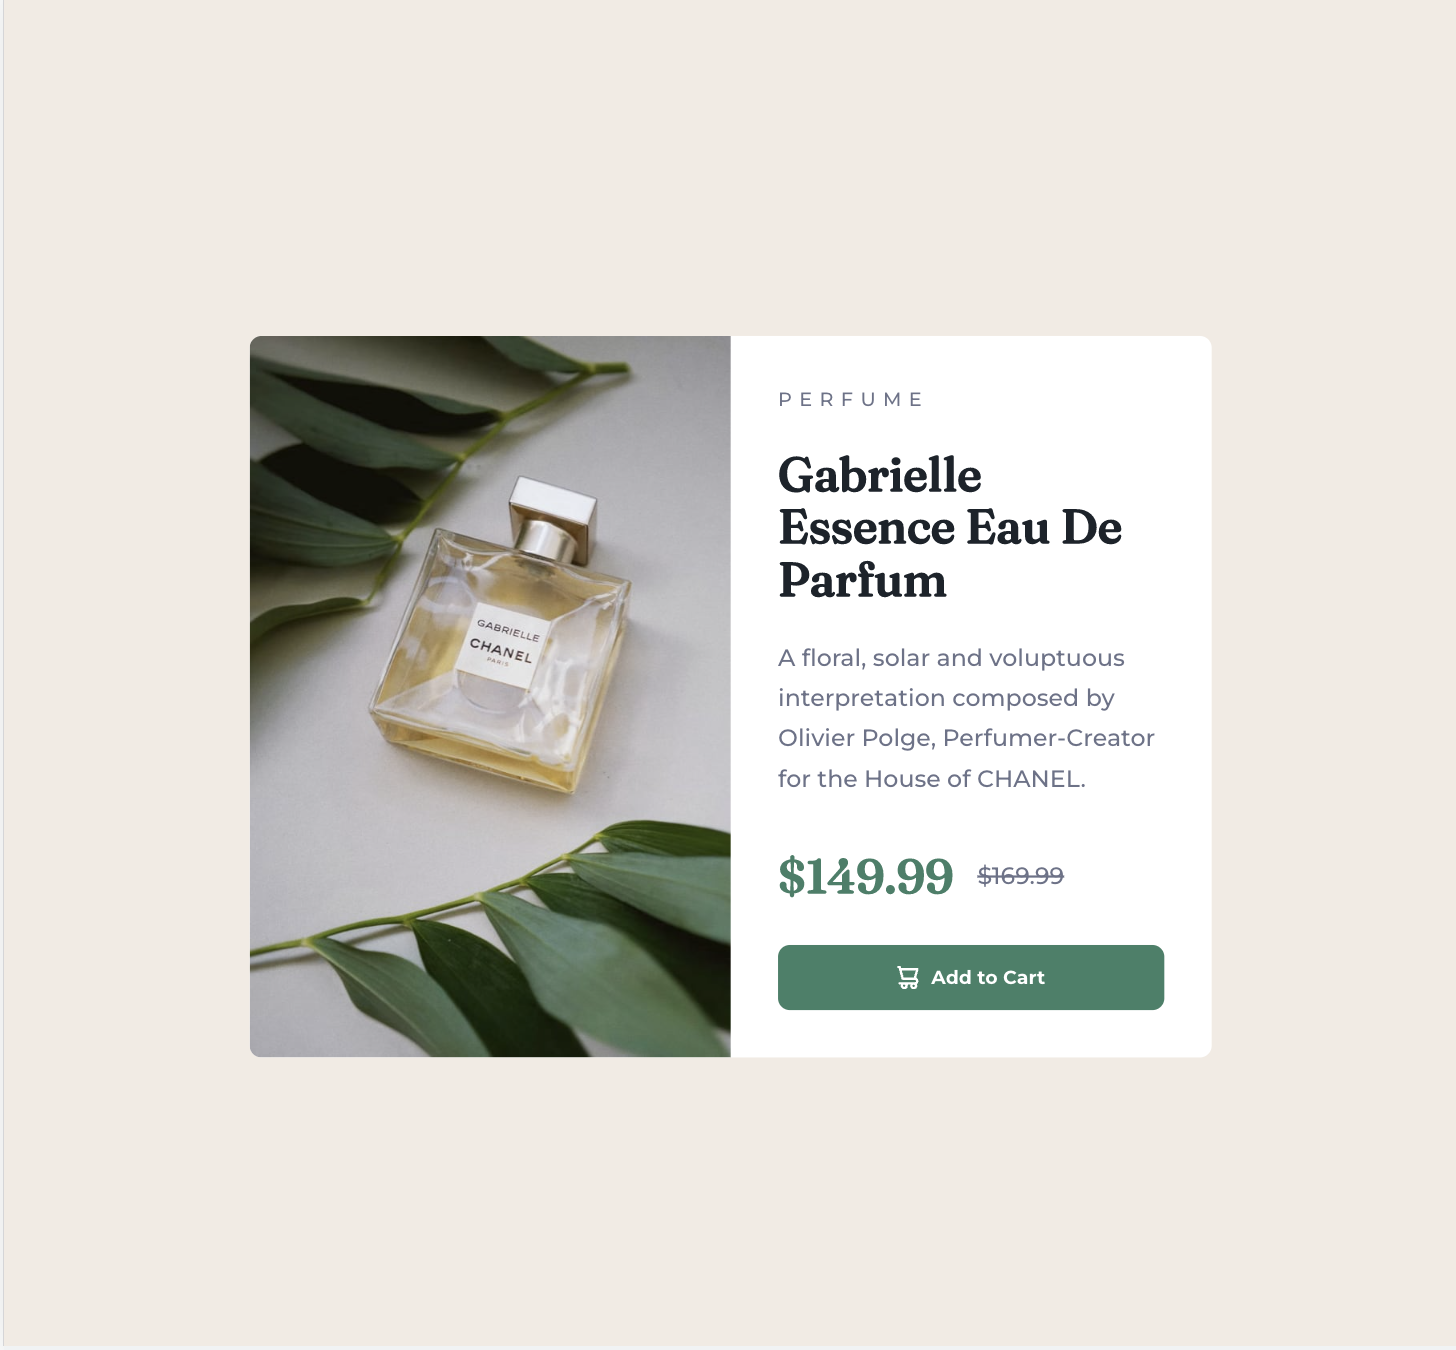 GABRIELLE
CHANEL
PARIS
PERFUME
Gabrielle
Essence Eau De
Parfum
A floral, solar and voluptuous
interpretation composed by
Olivier Polge, Perfumer-Creator
for the House of CHANEL.
$149.99 $169.99
Add to Cart